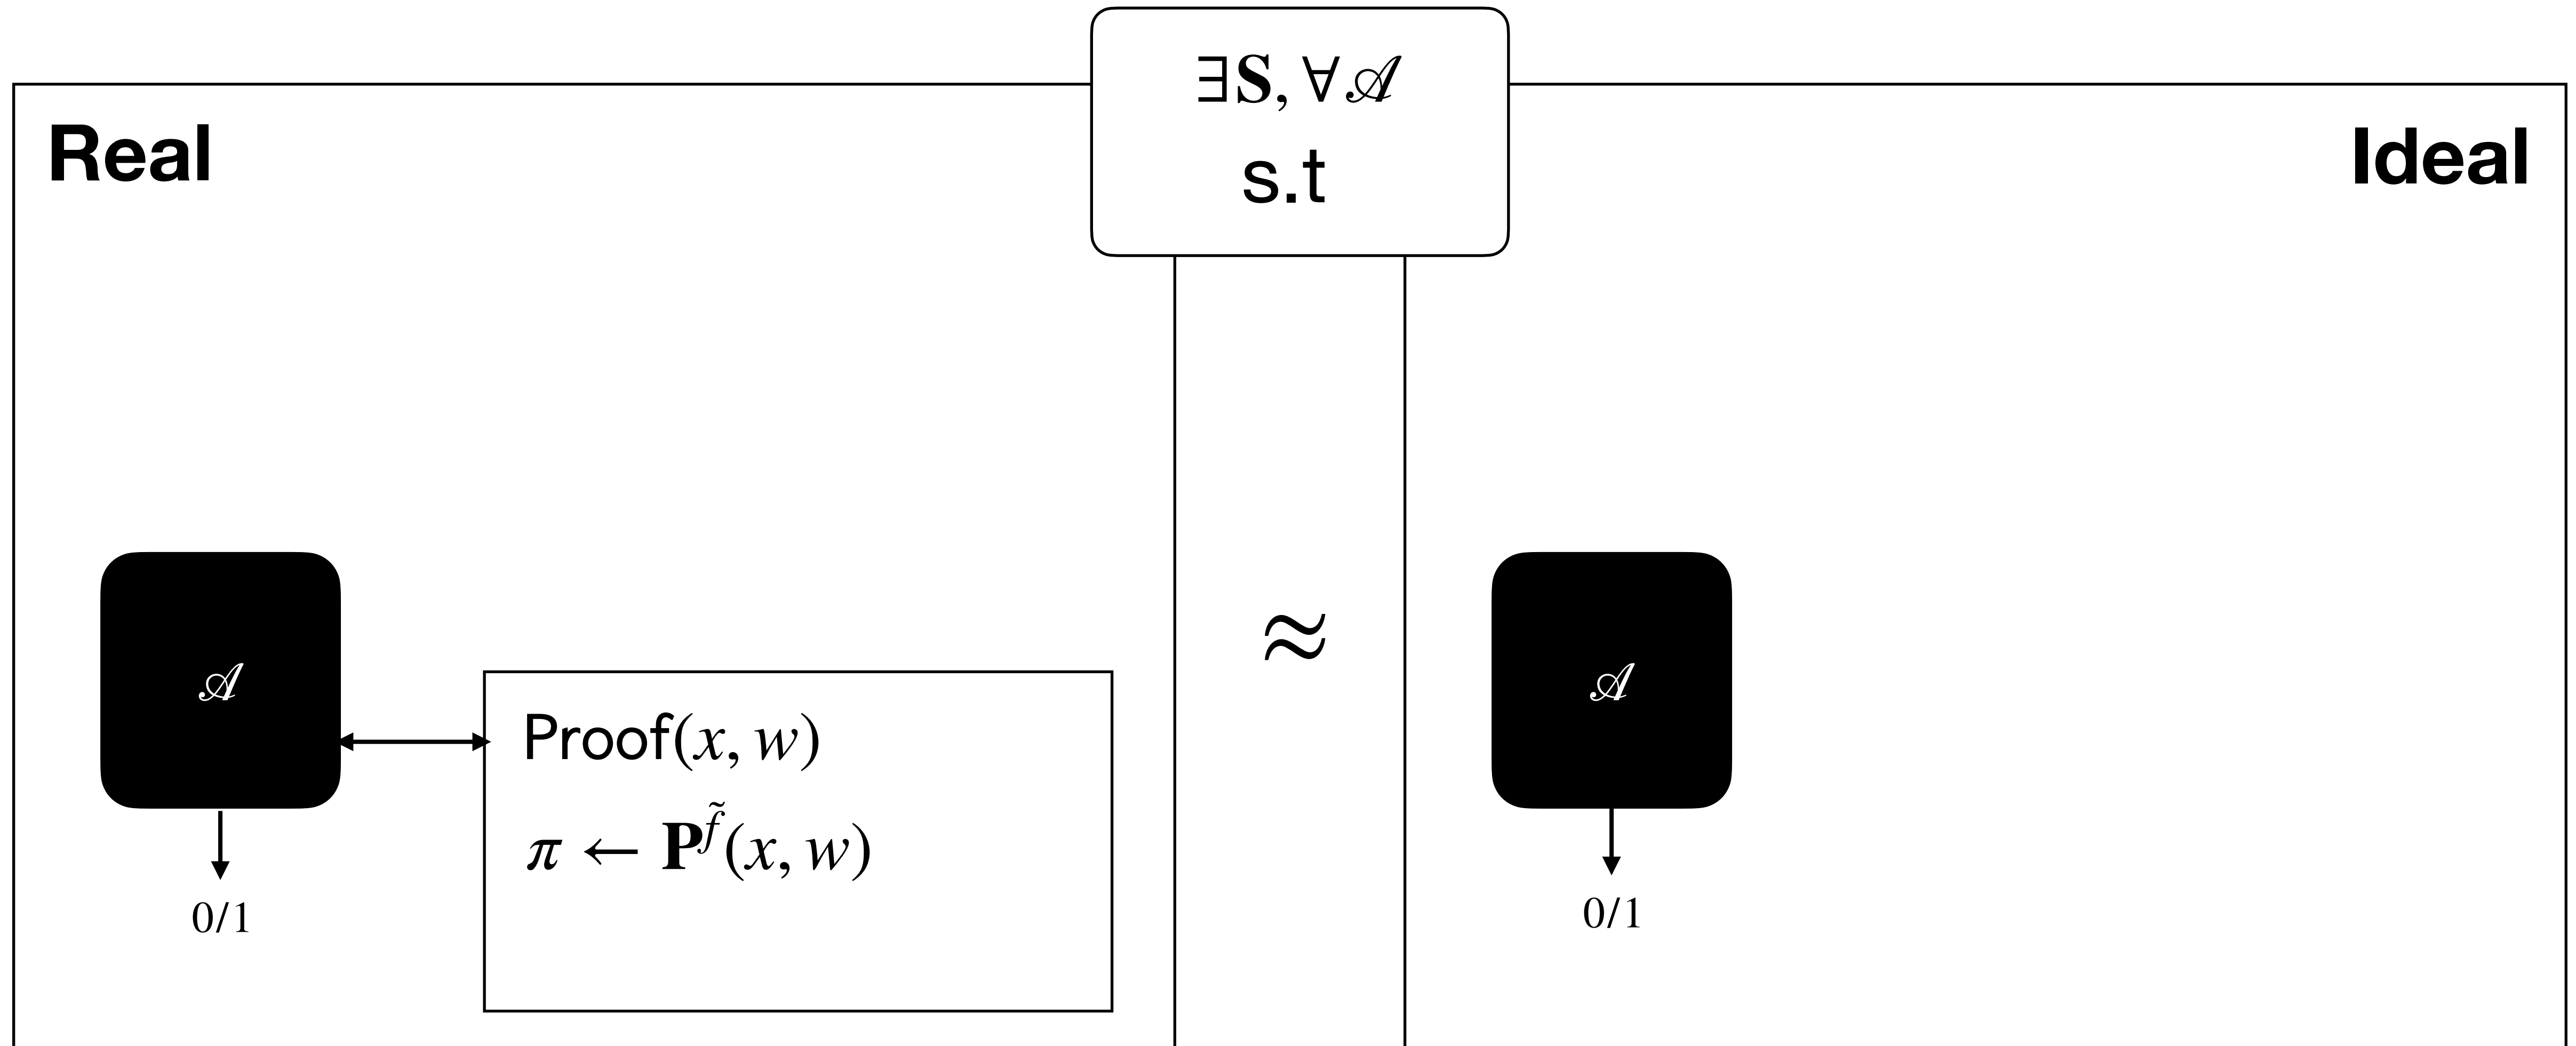 ∃𝐒, ∀𝒜
s.t
Real
Ideal
𝒜
Proof(x, w)
π ← 𝐏^f̃(x, w)
0/1
≈
𝒜
0/1